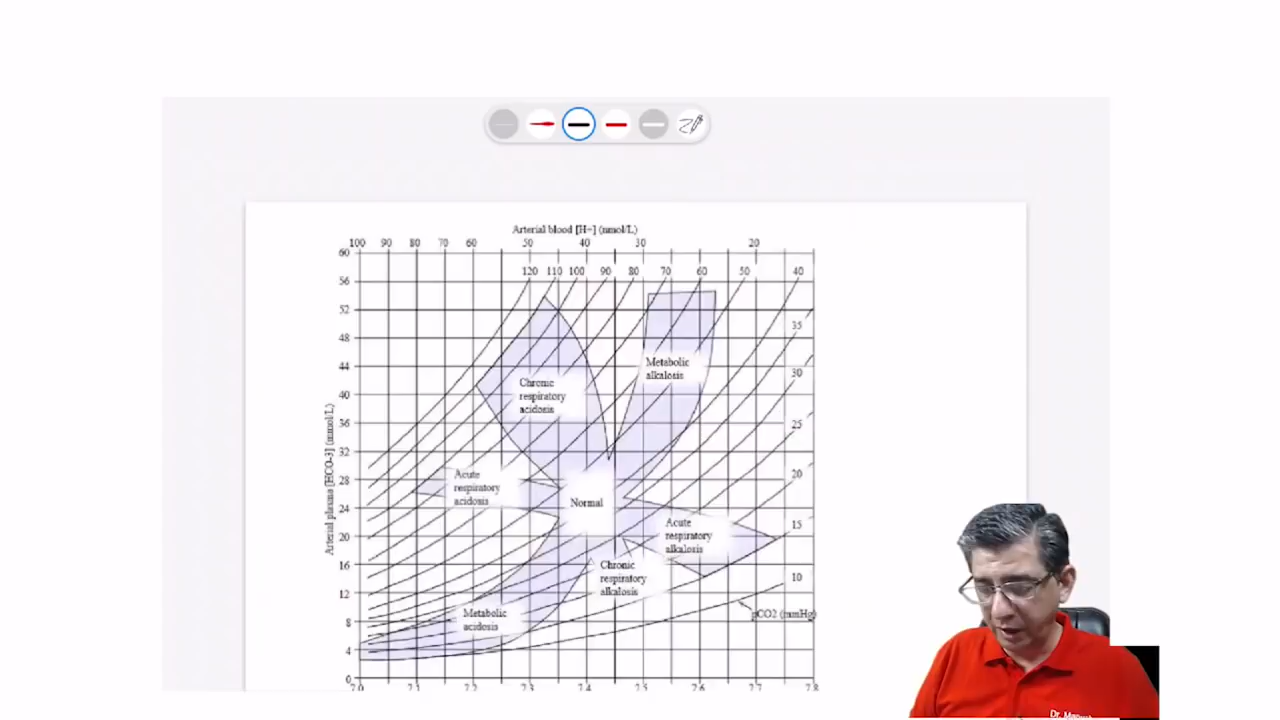 Arterial blood [H+] (nmol/L)
100 90 80 70 60 50 40 30 20
60
120 110 100 90 80 70 60 50 40
56
52
35
48
Metabolic
alkalosis
44
30
Chronic
respiratory
acidosis
40
36
25
32
Acute
respiratory
acidosis
28
20
Normal
24
Acute
respiratory
alkalosis
15
20
Chronic
respiratory
alkalosis
16
10
12
Metabolic
acidosis
8
pCO2 (mmHg)
4
0
7.0 7.1 7.2 7.3 7.4 7.5 7.6 7.7 7.8
Arterial plasma [HCO-3] (mmol/L)
Dr.